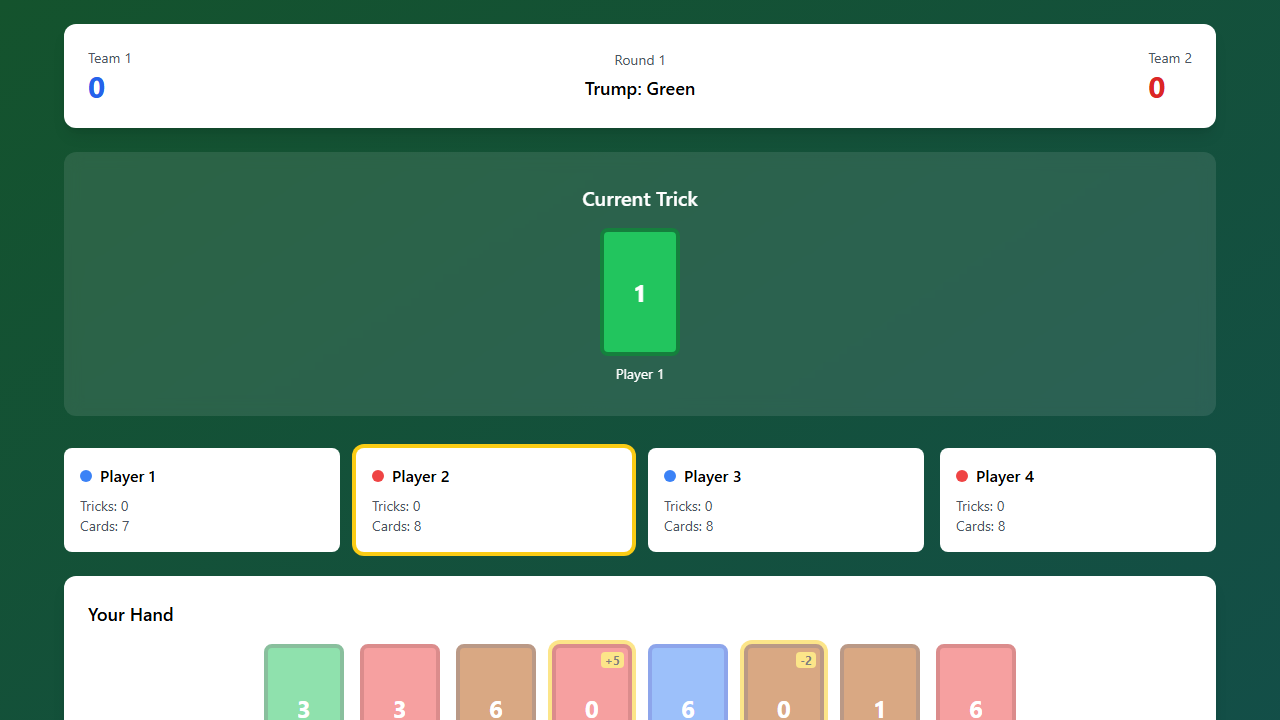 Team 1
0
Round 1
Trump: Green
Team 2
0
Current Trick
1
Player 1
Player 1
Tricks: 0
Cards: 7
Player 2
Tricks: 0
Cards: 8
Player 3
Tricks: 0
Cards: 8
Player 4
Tricks: 0
Cards: 8
Your Hand
+5
-2
3
3
6
0
6
0
1
6